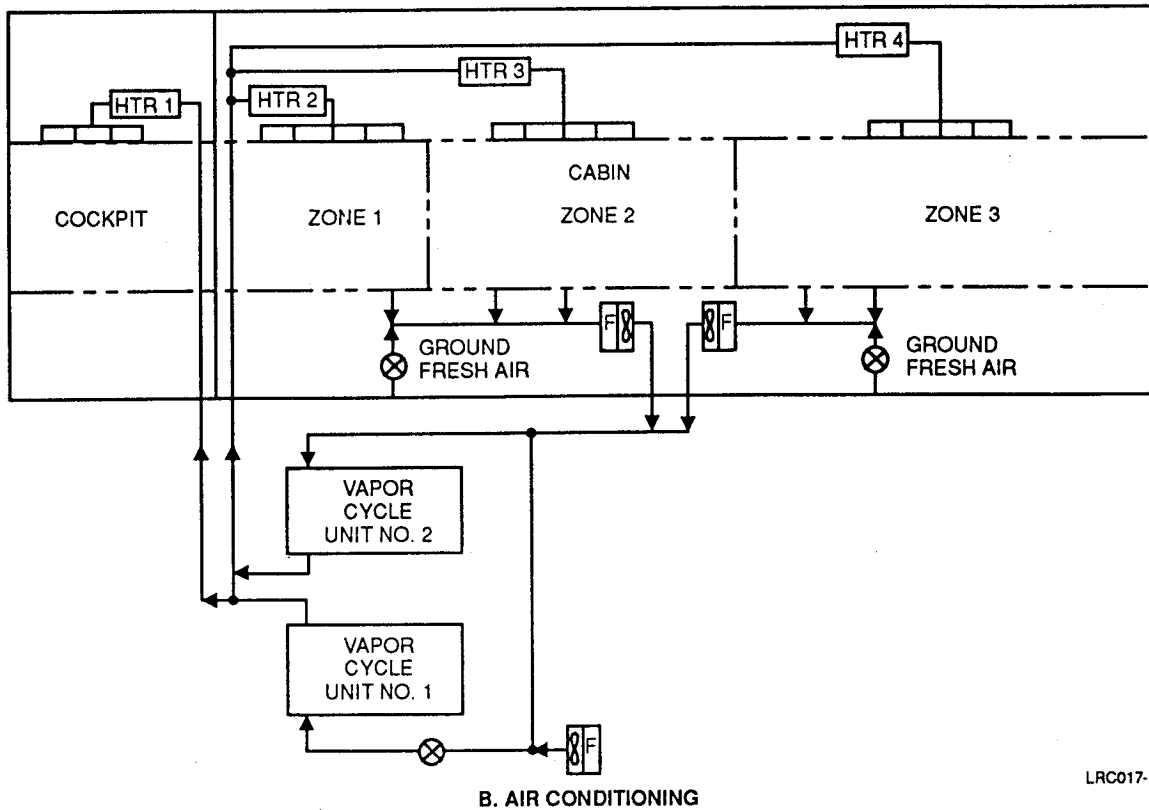 HTR 4
HTR 3
HTR 1
HTR 2
CABIN
COCKPIT
ZONE 1
ZONE 2
ZONE 3
F
F
GROUND
FRESH AIR
GROUND
FRESH AIR
VAPOR
CYCLE
UNIT NO. 2
VAPOR
CYCLE
UNIT NO. 1
F
B. AIR CONDITIONING
LRC017-